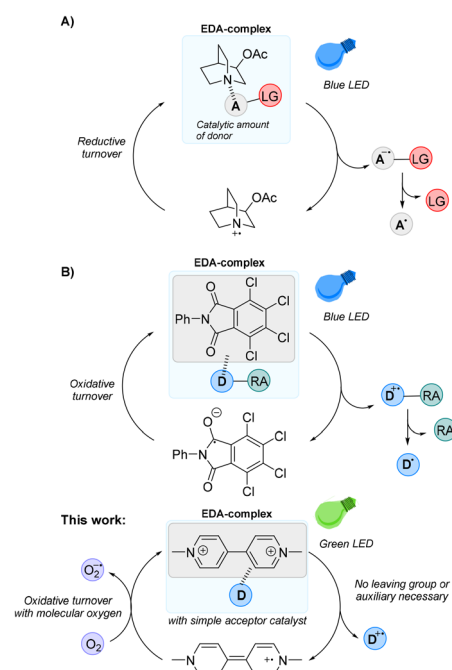 A)
EDA-complex
OAc
N
A
LG
Catalytic amount
of donor
Blue LED
Reductive
turnover
A−•
LG
LG
A•
OAc
N
+•
B)
EDA-complex
O
Cl
Cl
Ph
N
Cl
O
Cl
D
RA
Blue LED
Oxidative
turnover
D+•
RA
RA
D•
⊖
O
Cl
Cl
Ph
N
Cl
O
Cl
This work:
EDA-complex
N
+
+
N
D
with simple acceptor catalyst
Green LED
O2−•
Oxidative turnover
with molecular oxygen
O2
No leaving group or
auxiliary necessary
D+•
N
+•
N